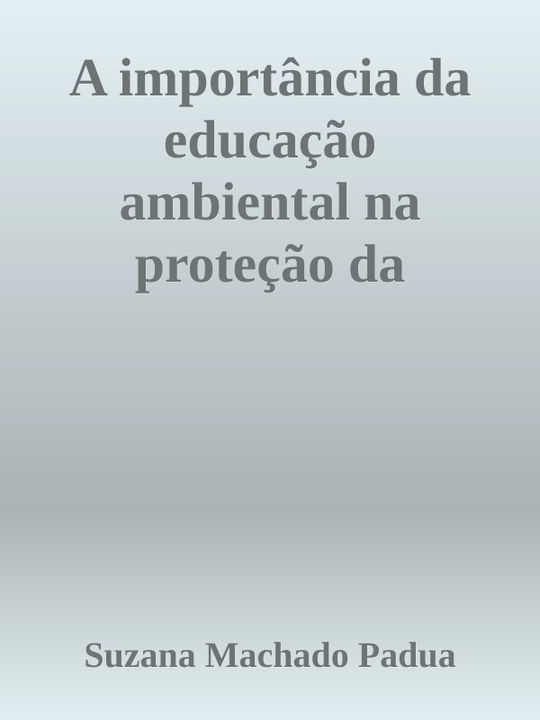 A importância da
educação
ambiental na
proteção da
Suzana Machado Padua